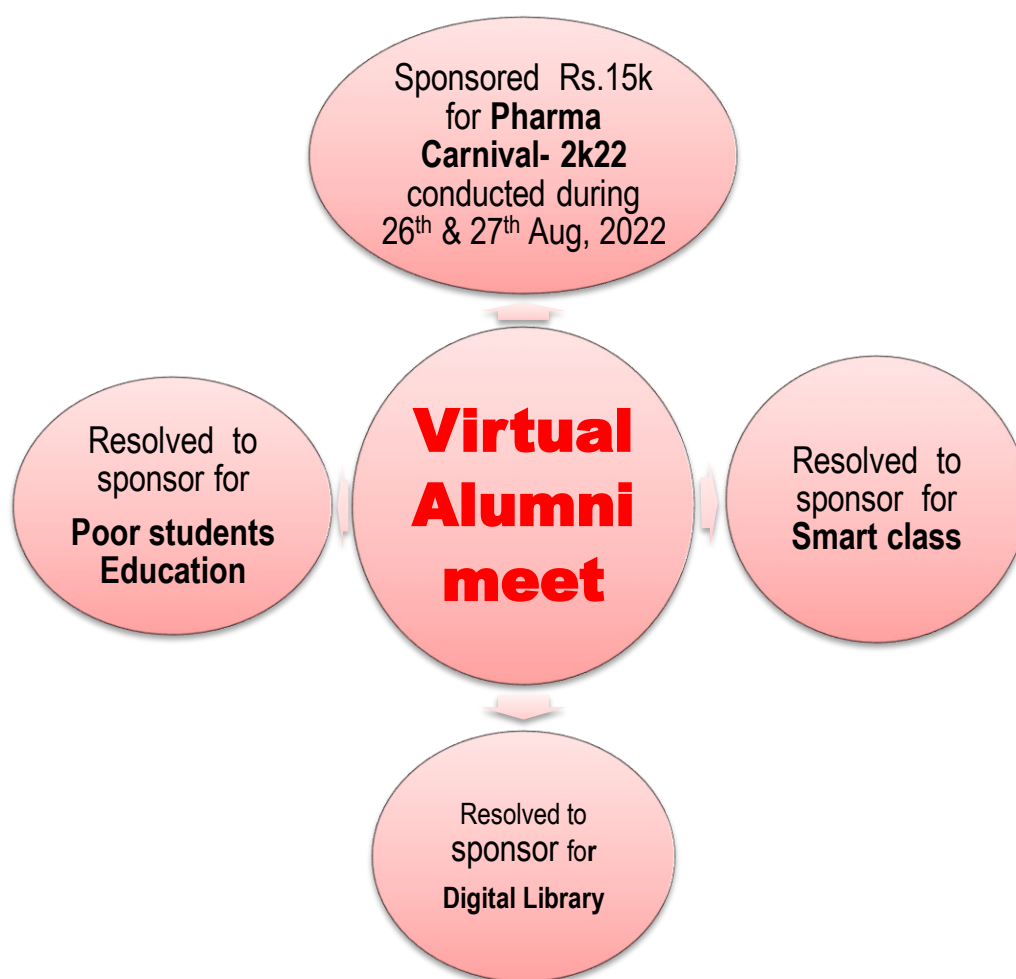 Sponsored Rs.15k
for Pharma
Carnival- 2k22
conducted during
26th & 27th Aug, 2022
Resolved to
sponsor for
Poor students
Education
Virtual
Alumni
meet
Resolved to
sponsor for
Smart class
Resolved to
sponsor for
Digital Library